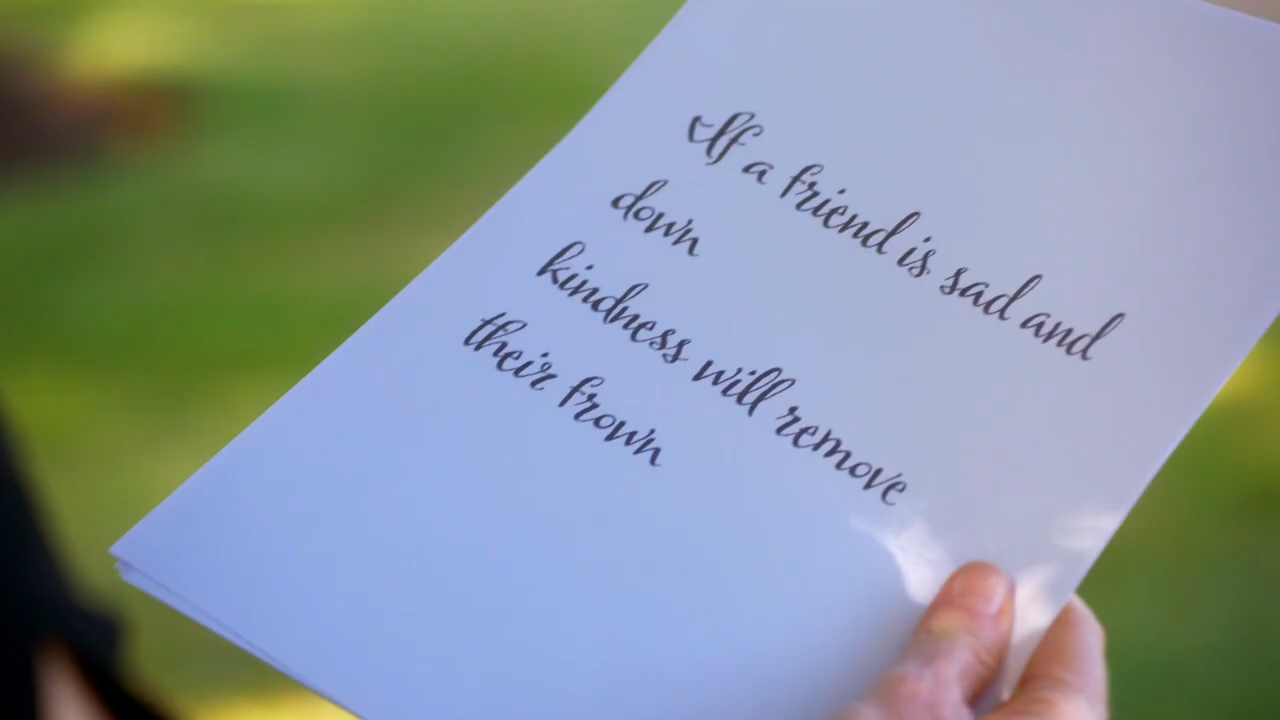 If a friend is sad and
down
kindness will remove
their frown